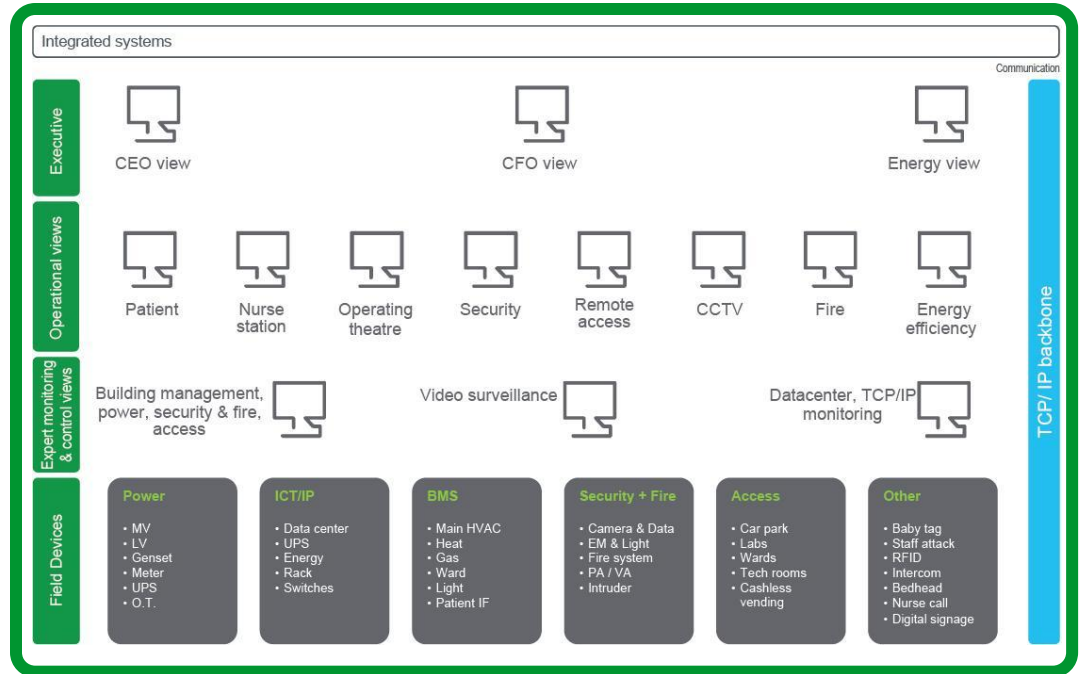 Integrated systems
Communication
Executive
CEO view
CFO view
Energy view
Operational views
Patient
Nurse
station
Operating
theatre
Security
Remote
access
CCTV
Fire
Energy
efficiency
Expert monitoring
& control views
Building management,
power, security & fire,
access
Video surveillance
Datacenter, TCP/IP
monitoring
Field Devices
Power
• MV
• LV
• Genset
• Meter
• UPS
• O.T.
ICT/IP
• Data center
• UPS
• Energy
• Rack
• Switches
BMS
• Main HVAC
• Heat
• Gas
• Ward
• Light
• Patient IF
Security + Fire
• Camera & Data
• EM & Light
• Fire system
• PA / VA
• Intruder
Access
• Car park
• Labs
• Wards
• Tech rooms
• Cashless
vending
Other
• Baby tag
• Staff attack
• RFID
• Intercom
• Bedhead
• Nurse call
• Digital signage
TCP/ IP backbone